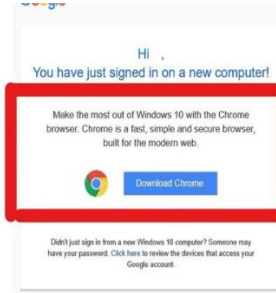 Hi ,
You have just signed in on a new computer!
Make the most out of Windows 10 with the Chrome
browser. Chrome is a fast, simple and secure browser,
built for the modern web.
Download Chrome
Didn't just sign in from a new Windows 10 computer? Someone may
have your password. Click here to review the devices that access your
Google account.